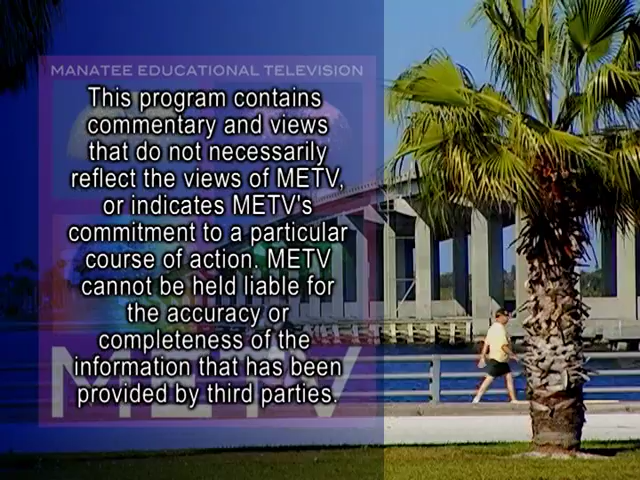 MANATEE EDUCATIONAL TELEVISION
This program contains
commentary and views
that do not necessarily
reflect the views of METV,
or indicates METV's
commitment to a particular
course of action. METV
cannot be held liable for
the accuracy or
completeness of the
information that has been
provided by third parties.
METV